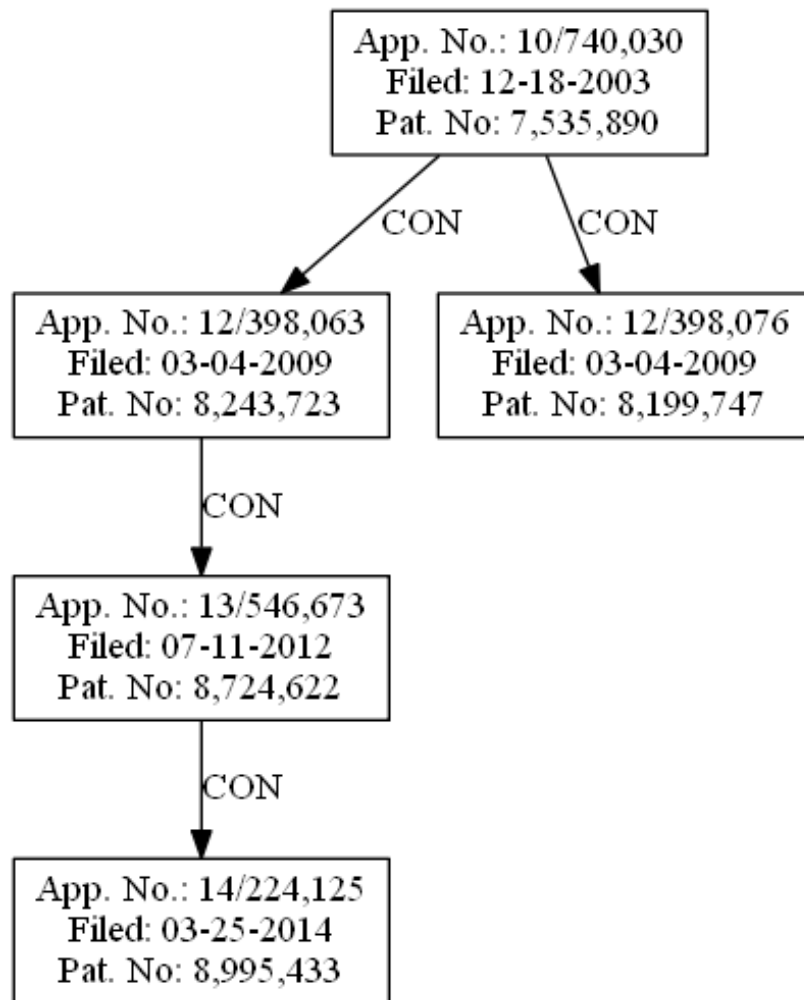 App. No.: 10/740,030
Filed: 12-18-2003
Pat. No: 7,535,890
CON
CON
App. No.: 12/398,063
Filed: 03-04-2009
Pat. No: 8,243,723
App. No.: 12/398,076
Filed: 03-04-2009
Pat. No: 8,199,747
CON
App. No.: 13/546,673
Filed: 07-11-2012
Pat. No: 8,724,622
CON
App. No.: 14/224,125
Filed: 03-25-2014
Pat. No: 8,995,433